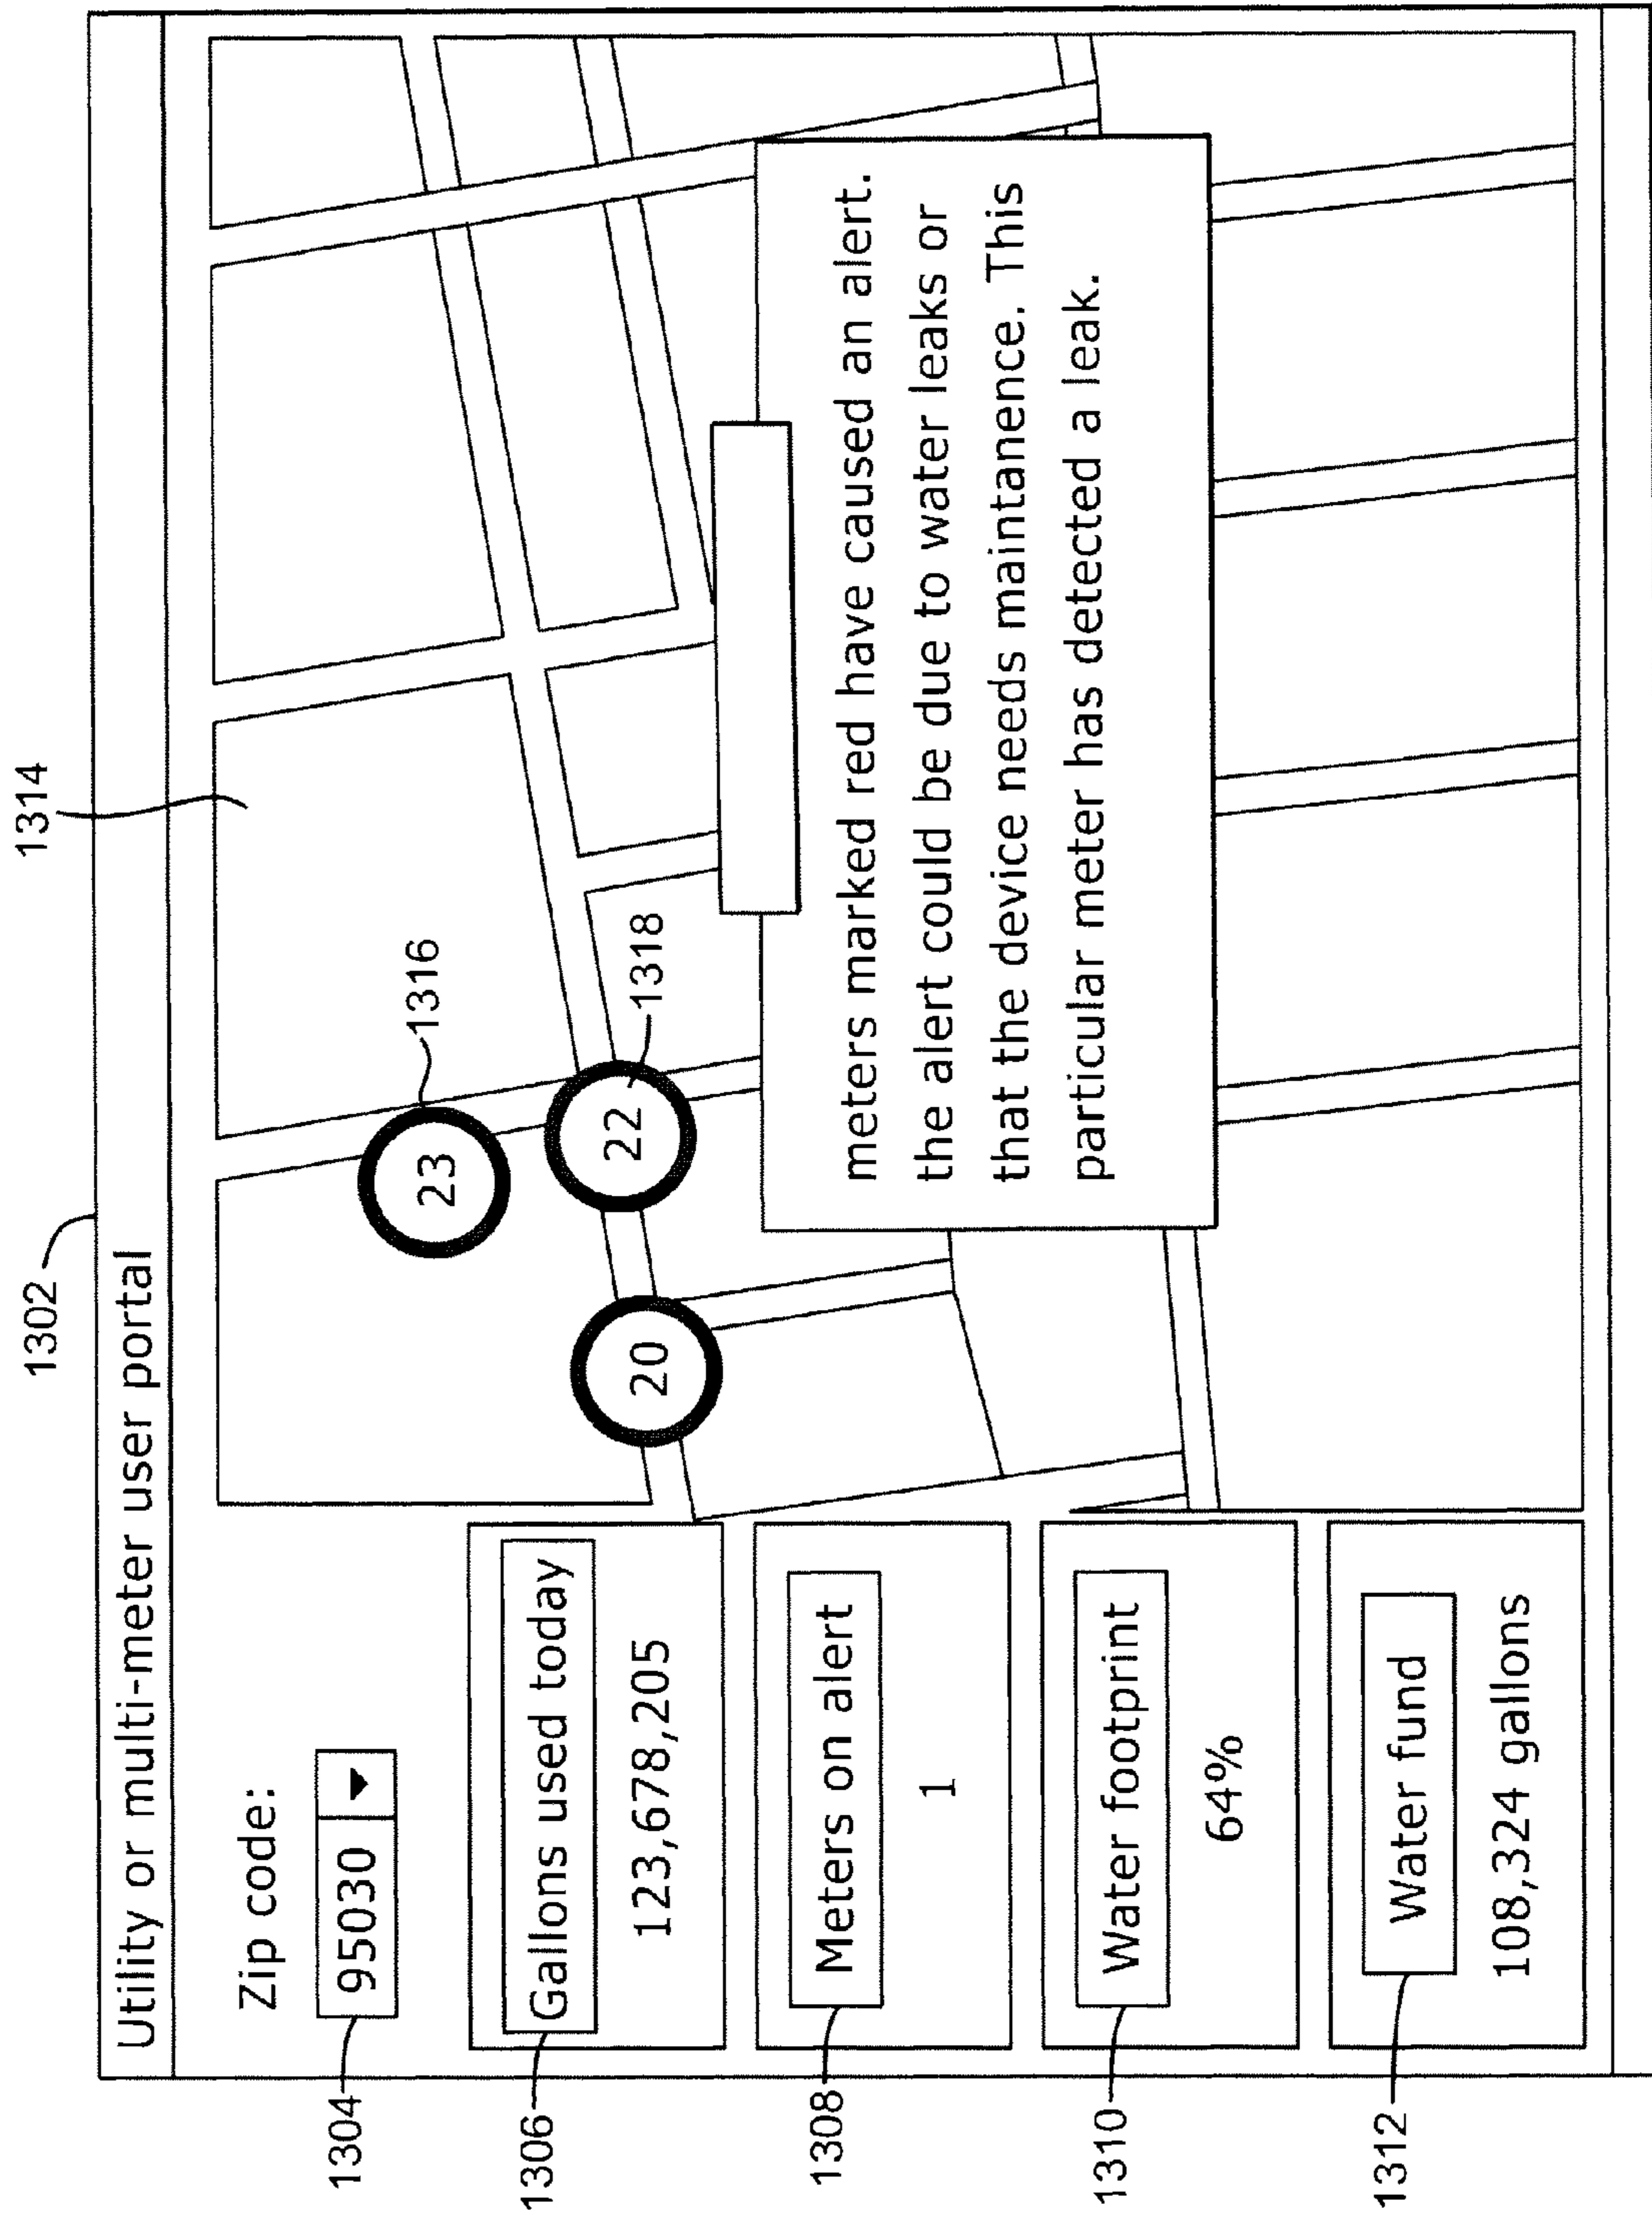 1302
1314
Utility or multi-meter user portal
Zip code:
1304
95030
1306
Gallons used today
123,678,205
1308
Meters on alert
1
1310
Water footprint
64%
1312
Water fund
108,324 gallons
23
1316
22
1318
20
meters marked red have caused an alert.
the alert could be due to water leaks or
that the device needs maintanence. This
particular meter has detected a leak.